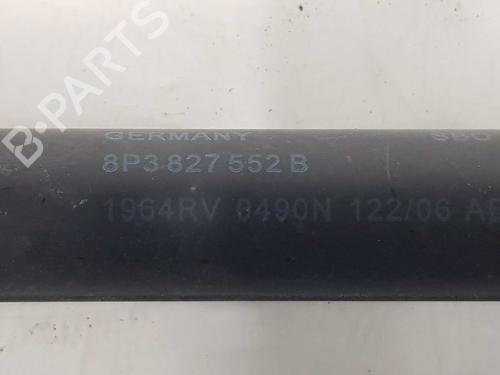 GERMANY
8P3 827 552 B
1964RV 0490N 122/06
B-PARTS